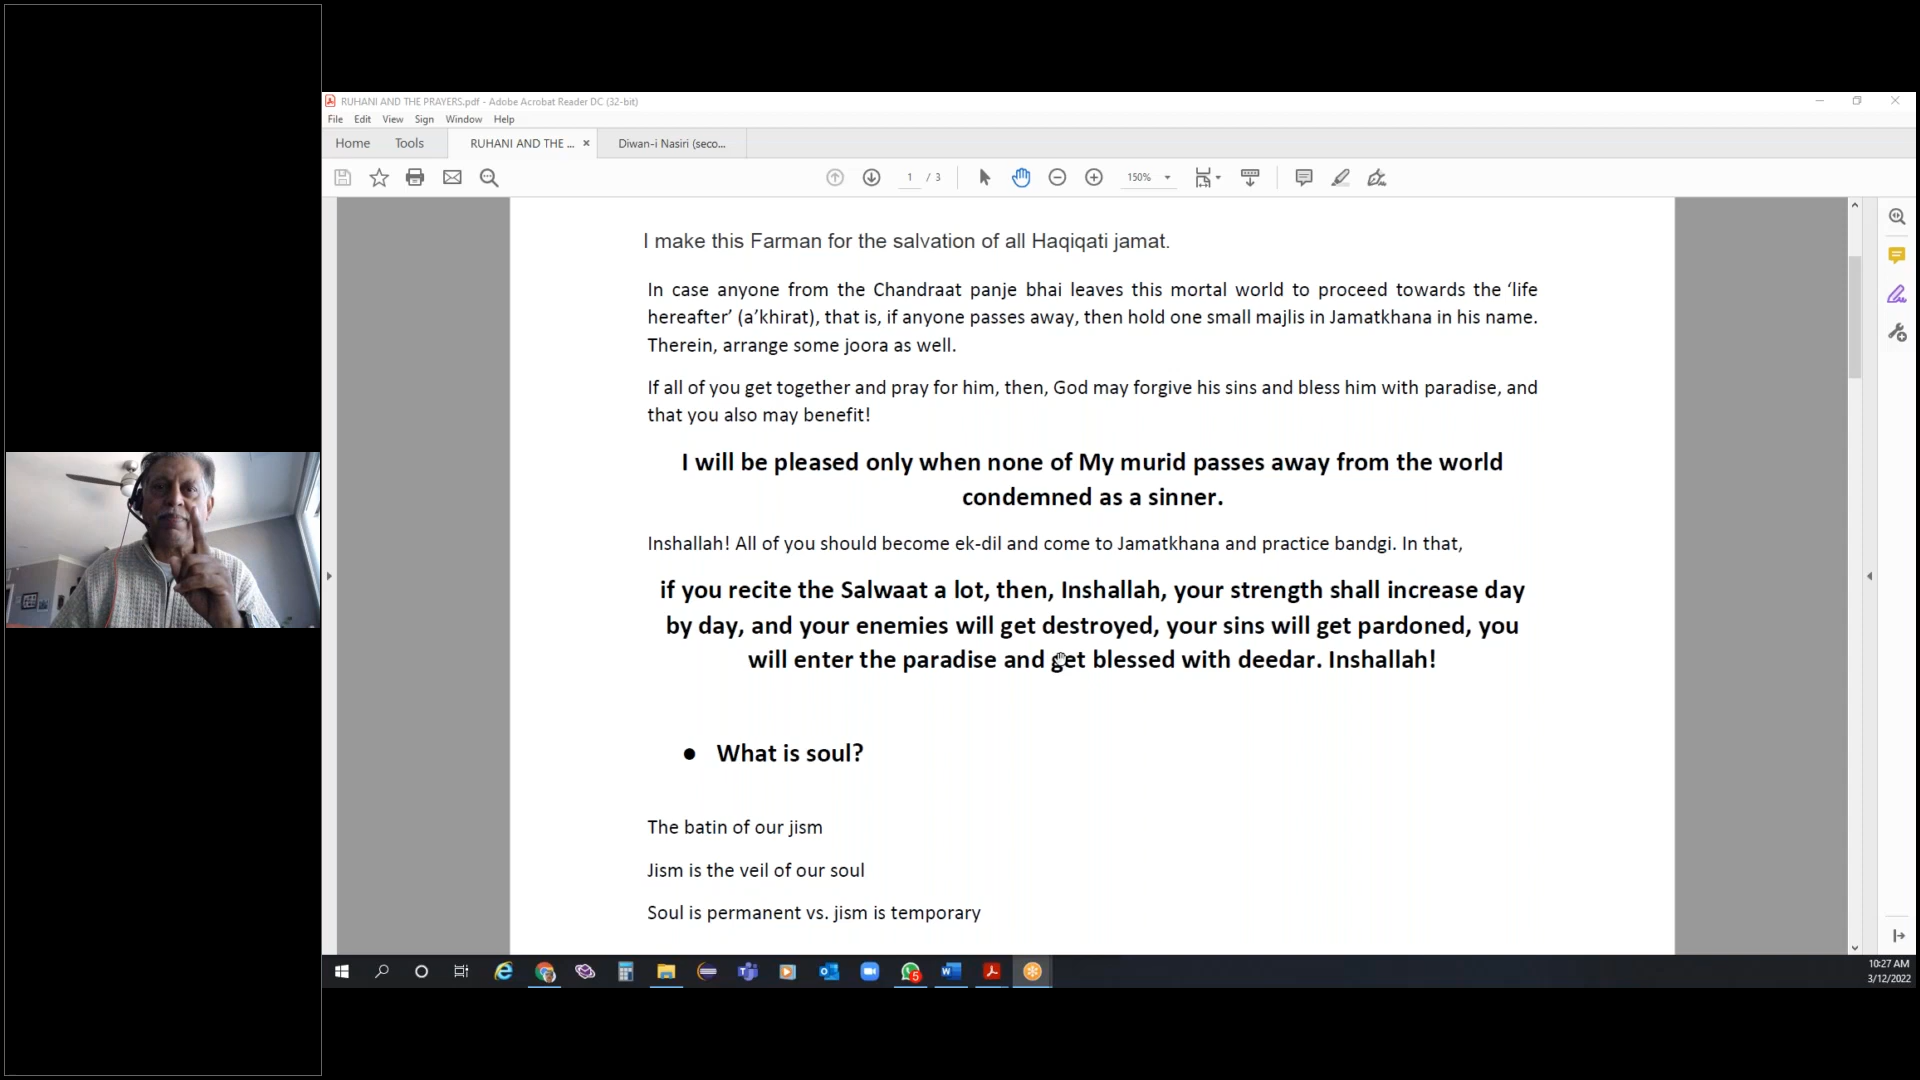 RUHANI AND THE PRAYERS.pdf - Adobe Acrobat Reader DC (32-bit)
File Edit View Sign Window Help
Home Tools RUHANI AND THE ... × Diwan-i Nasiri (seco...
1 / 3 150%
I make this Farman for the salvation of all Haqiqati jamat.
In case anyone from the Chandraat panje bhai leaves this mortal world to proceed towards the ‘life
hereafter’ (a’khirat), that is, if anyone passes away, then hold one small majlis in Jamatkhana in his name.
Therein, arrange some joora as well.
If all of you get together and pray for him, then, God may forgive his sins and bless him with paradise, and
that you also may benefit!
I will be pleased only when none of My murid passes away from the world
condemned as a sinner.
Inshallah! All of you should become ek-dil and come to Jamatkhana and practice bandgi. In that,
if you recite the Salwaat a lot, then, Inshallah, your strength shall increase day
by day, and your enemies will get destroyed, your sins will get pardoned, you
will enter the paradise and get blessed with deedar. Inshallah!
● What is soul?
The batin of our jism
Jism is the veil of our soul
Soul is permanent vs. jism is temporary
5
10:27 AM
3/12/2022